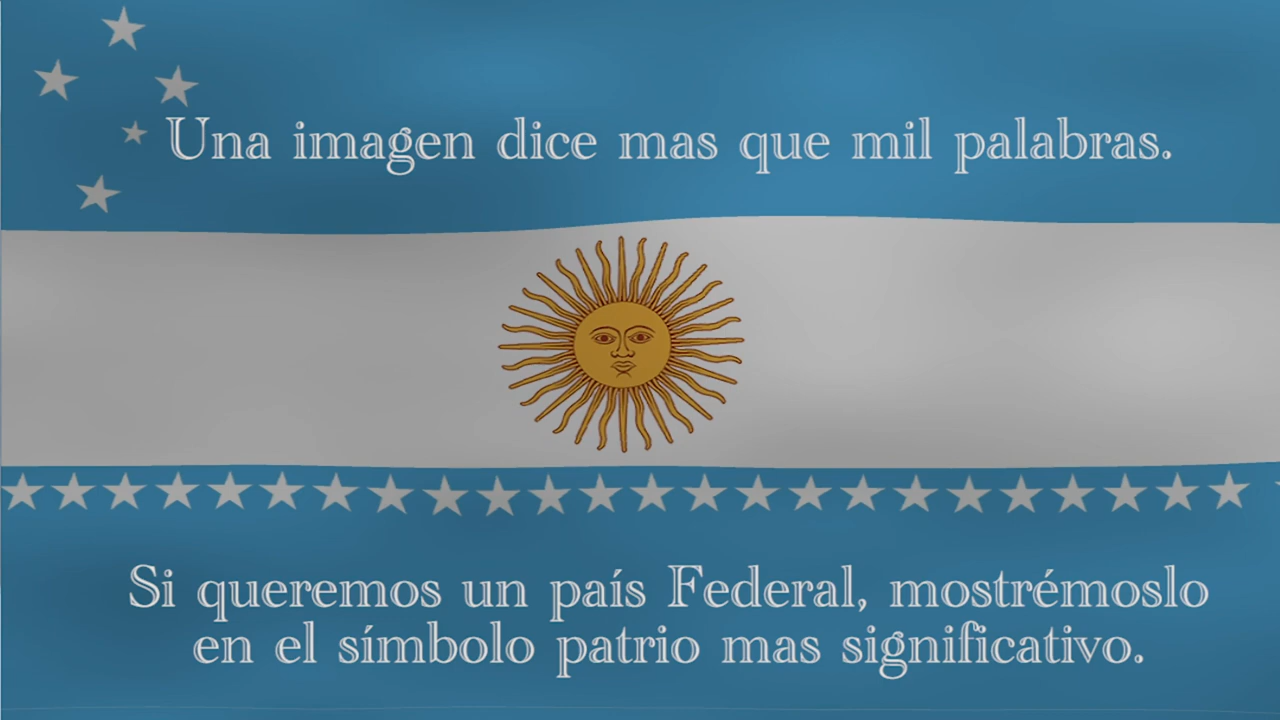 Una imagen dice mas que mil palabras.
Si queremos un país Federal, mostrémoslo
en el símbolo patrio mas significativo.